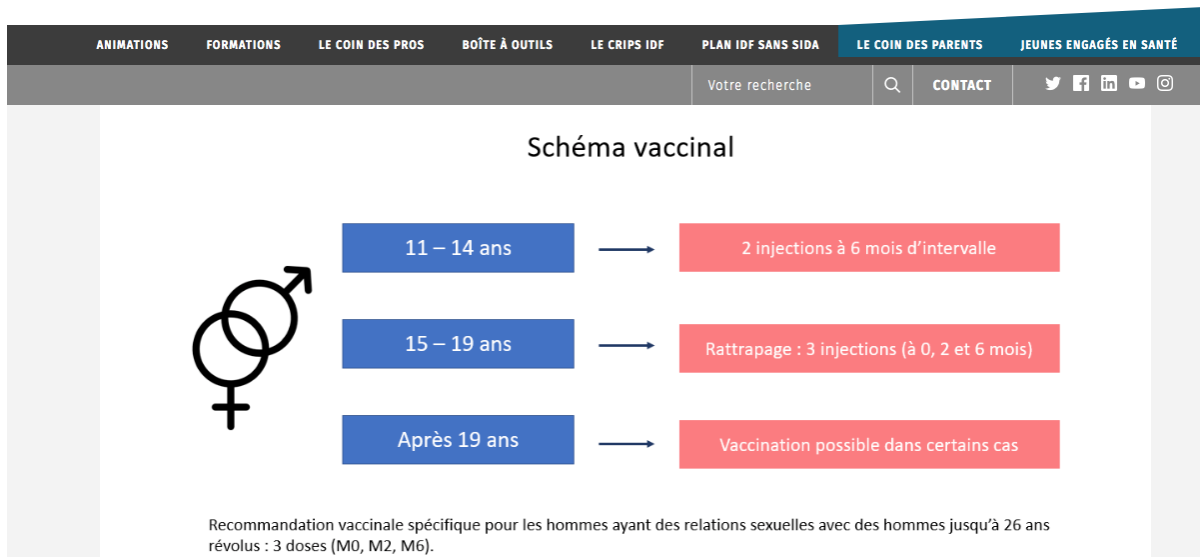 ANIMATIONS FORMATIONS LE COIN DES PROS BOÎTE À OUTILS LE CRIPS IDF PLAN IDF SANS SIDA LE COIN DES PARENTS JEUNES ENGAGÉS EN SANTÉ
Votre recherche CONTACT
Schéma vaccinal
11 – 14 ans 2 injections à 6 mois d’intervalle
15 – 19 ans Rattrapage : 3 injections (à 0, 2 et 6 mois)
Après 19 ans Vaccination possible dans certains cas
Recommandation vaccinale spécifique pour les hommes ayant des relations sexuelles avec des hommes jusqu’à 26 ans
révolus : 3 doses (M0, M2, M6).